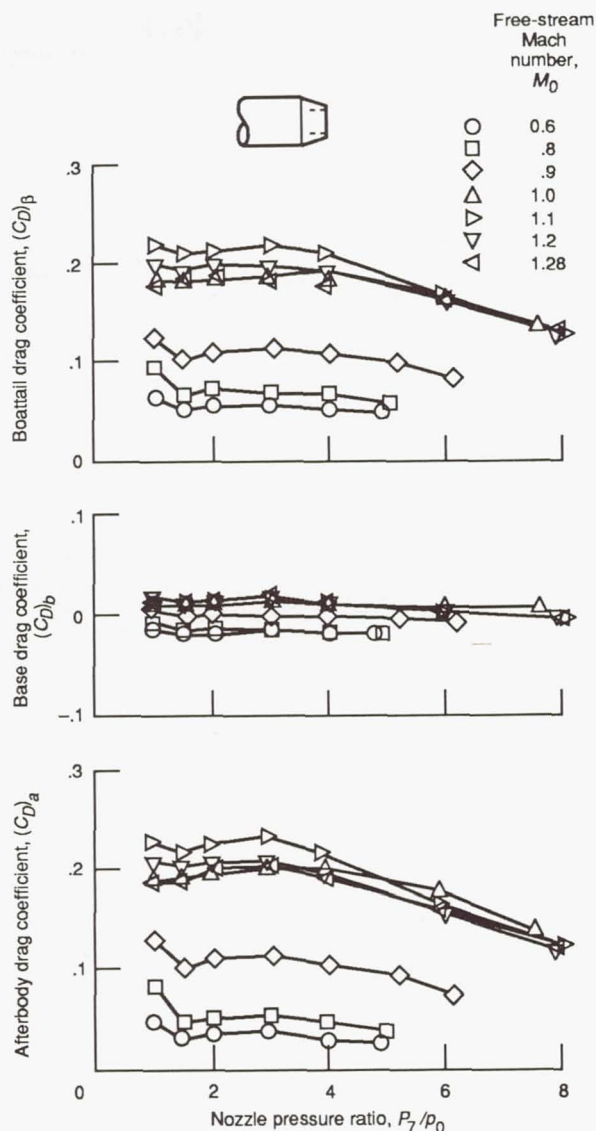 Free-stream
Mach
number,
M0
0.6
.8
.9
1.0
1.1
1.2
1.28
Boattail drag coefficient, (CD)β
.3
.2
.1
0
Base drag coefficient,
(CD)b
.1
0
–.1
Afterbody drag coefficient, (CD)a
.3
.2
.1
0
2
4
6
8
Nozzle pressure ratio, P7/p0